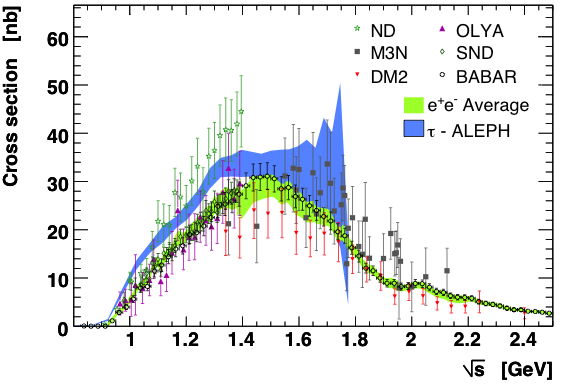 Cross section [nb]
60
50
40
30
20
10
0
ND
OLYA
M3N
SND
DM2
BABAR
e⁺e⁻ Average
τ - ALEPH
1 1.2 1.4 1.6 1.8 2 2.2 2.4
√s [GeV]